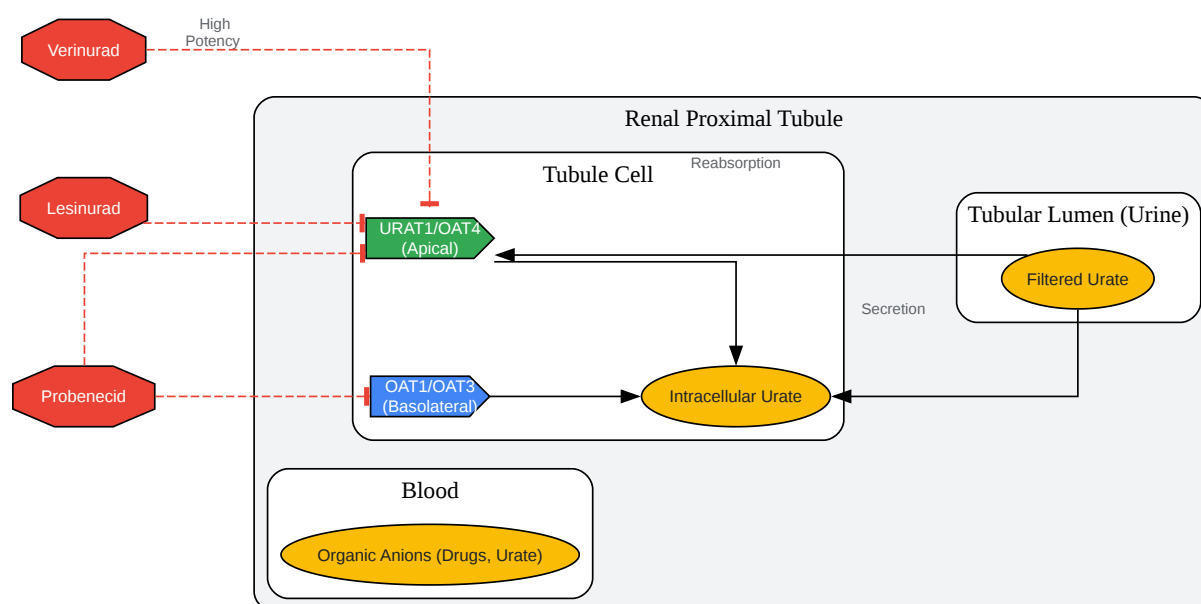 High
Potency
Verinurad
Renal Proximal Tubule
Reabsorption
Tubule Cell
Lesinurad
URAT1/OAT4
(Apical)
Tubular Lumen (Urine)
Filtered Urate
Secretion
Probenecid
OAT1/OAT3
(Basolateral)
Intracellular Urate
Blood
Organic Anions (Drugs, Urate)